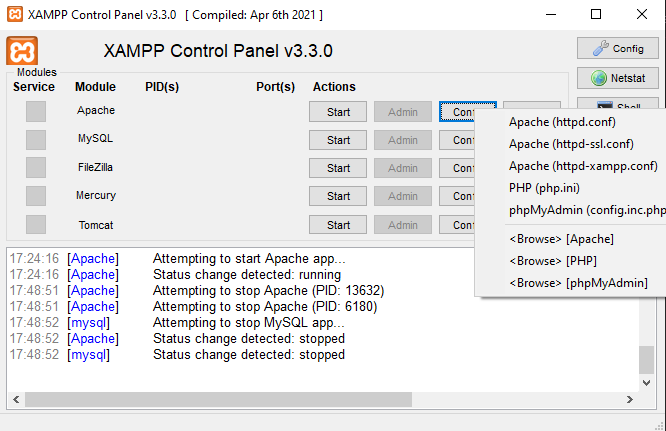 XAMPP Control Panel v3.3.0 [ Compiled: Apr 6th 2021 ]
XAMPP Control Panel v3.3.0
Config
Modules
Service Module PID(s) Port(s) Actions
Netstat
Shell
Apache Start Admin Conf
MySQL Start Admin Conf
FileZilla Start Admin Conf
Mercury Start Admin Conf
Tomcat Start Admin Conf
Apache (httpd.conf)
Apache (httpd-ssl.conf)
Apache (httpd-xampp.conf)
PHP (php.ini)
phpMyAdmin (config.inc.php
<Browse> [Apache]
<Browse> [PHP]
<Browse> [phpMyAdmin]
17:24:16 [Apache] Attempting to start Apache app...
17:24:16 [Apache] Status change detected: running
17:48:51 [Apache] Attempting to stop Apache (PID: 13632)
17:48:51 [Apache] Attempting to stop Apache (PID: 6180)
17:48:52 [mysql] Attempting to stop MySQL app...
17:48:52 [Apache] Status change detected: stopped
17:48:52 [mysql] Status change detected: stopped